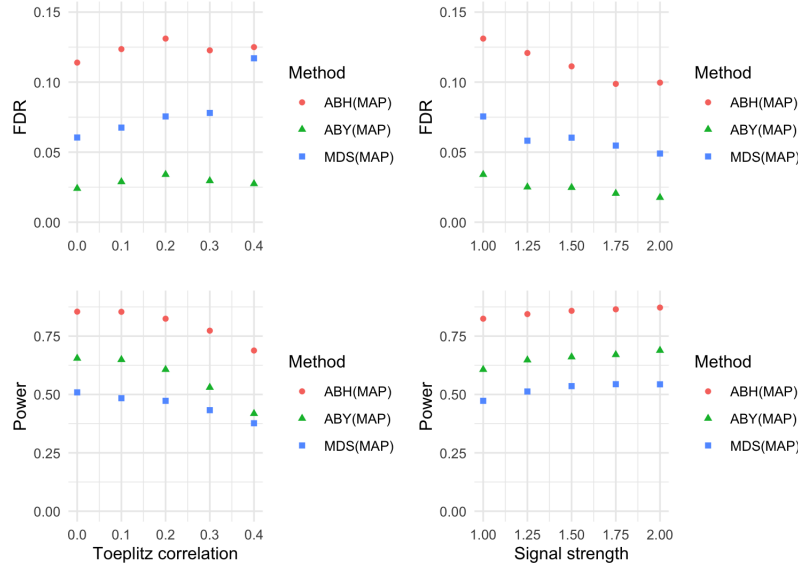 0.15
0.10
0.05
0.00
FDR
0.0 0.1 0.2 0.3 0.4
Method
ABH(MAP)
ABY(MAP)
MDS(MAP)
0.15
0.10
0.05
0.00
FDR
1.00 1.25 1.50 1.75 2.00
Method
ABH(MAP)
ABY(MAP)
MDS(MAP)
0.75
0.50
0.25
0.00
Power
0.0 0.1 0.2 0.3 0.4
Toeplitz correlation
Method
ABH(MAP)
ABY(MAP)
MDS(MAP)
0.75
0.50
0.25
0.00
Power
1.00 1.25 1.50 1.75 2.00
Signal strength
Method
ABH(MAP)
ABY(MAP)
MDS(MAP)